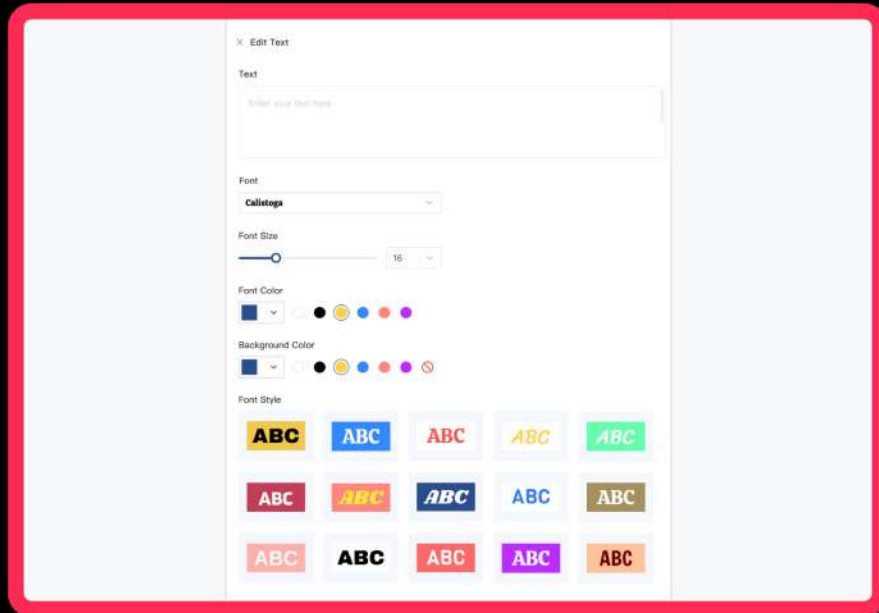 × Edit Text
Text
Enter your text here
Font
Calistoga
Font Size
16
Font Color
Background Color
Font Style
ABC ABC ABC ABC ABC
ABC ABC ABC ABC ABC
ABC ABC ABC ABC ABC